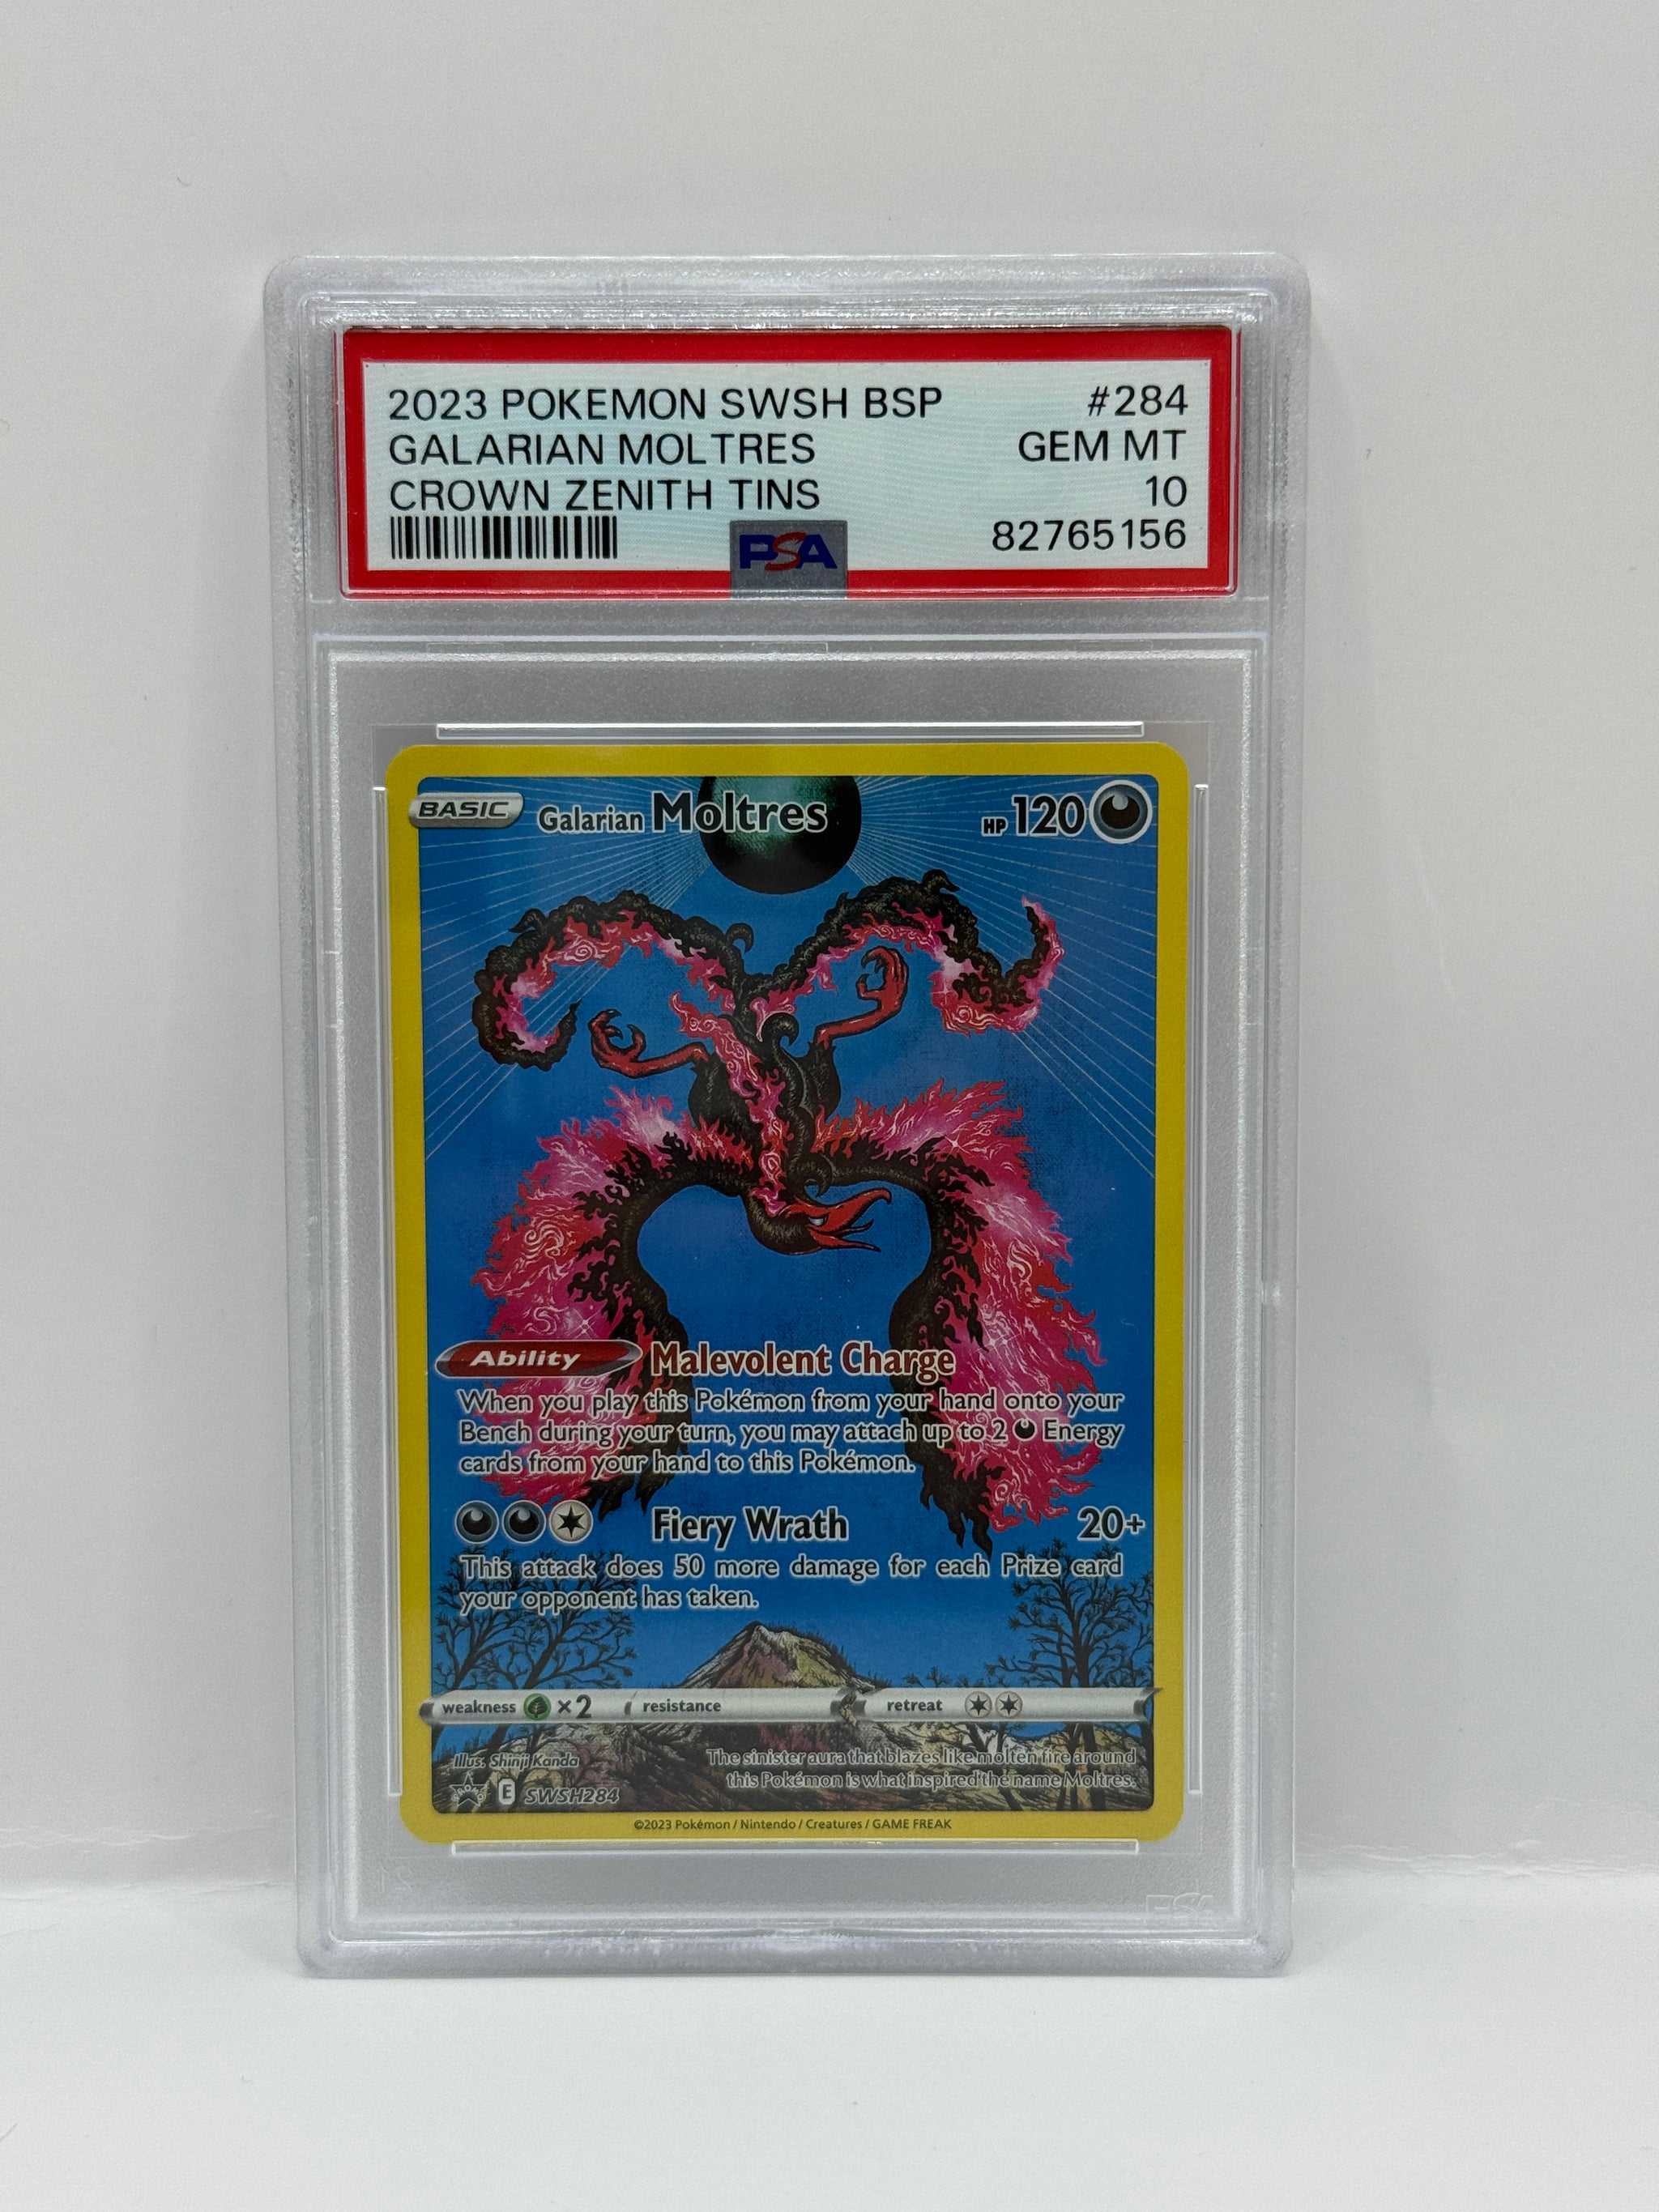 2023 POKEMON SWSH BSP #284
GALARIAN MOLTRES GEM MT
CROWN ZENITH TINS 10
82765156
PSA
BASIC Galarian Moltres HP 120
Ability Malevolent Charge
When you play this Pokémon from your hand onto your
Bench during your turn, you may attach up to 2 Energy
cards from your hand to this Pokémon.
Fiery Wrath 20+
This attack does 50 more damage for each Prize card
your opponent has taken.
weakness ×2 resistance retreat
Illus. Shinji Kanda
The sinister aura that blazes like molten fire around
this Pokémon is what inspired the name Moltres.
E SWSH284
©2023 Pokémon / Nintendo / Creatures / GAME FREAK
PSA